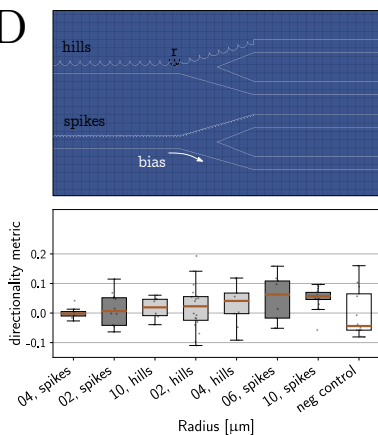 D
hills
r
spikes
bias
directionality metric
0.2
0.1
0.0
-0.1
04, spikes
02, spikes
10, hills
02, hills
04, hills
06, spikes
10, spikes
neg control
Radius [μm]